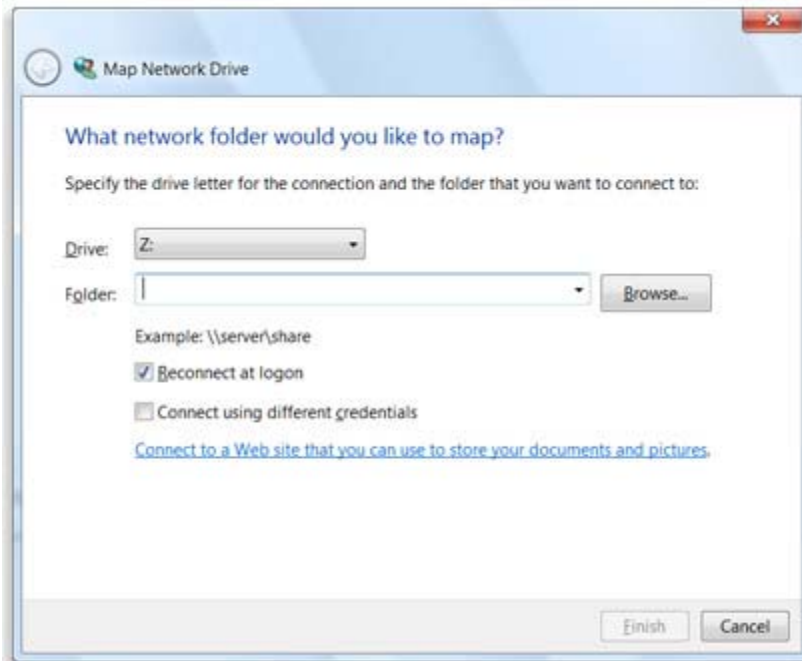 Map Network Drive
What network folder would you like to map?
Specify the drive letter for the connection and the folder that you want to connect to:
Drive: Z:
Folder: Browse...
Example: \\server\share
Reconnect at logon
Connect using different credentials
Connect to a Web site that you can use to store your documents and pictures.
Finish Cancel